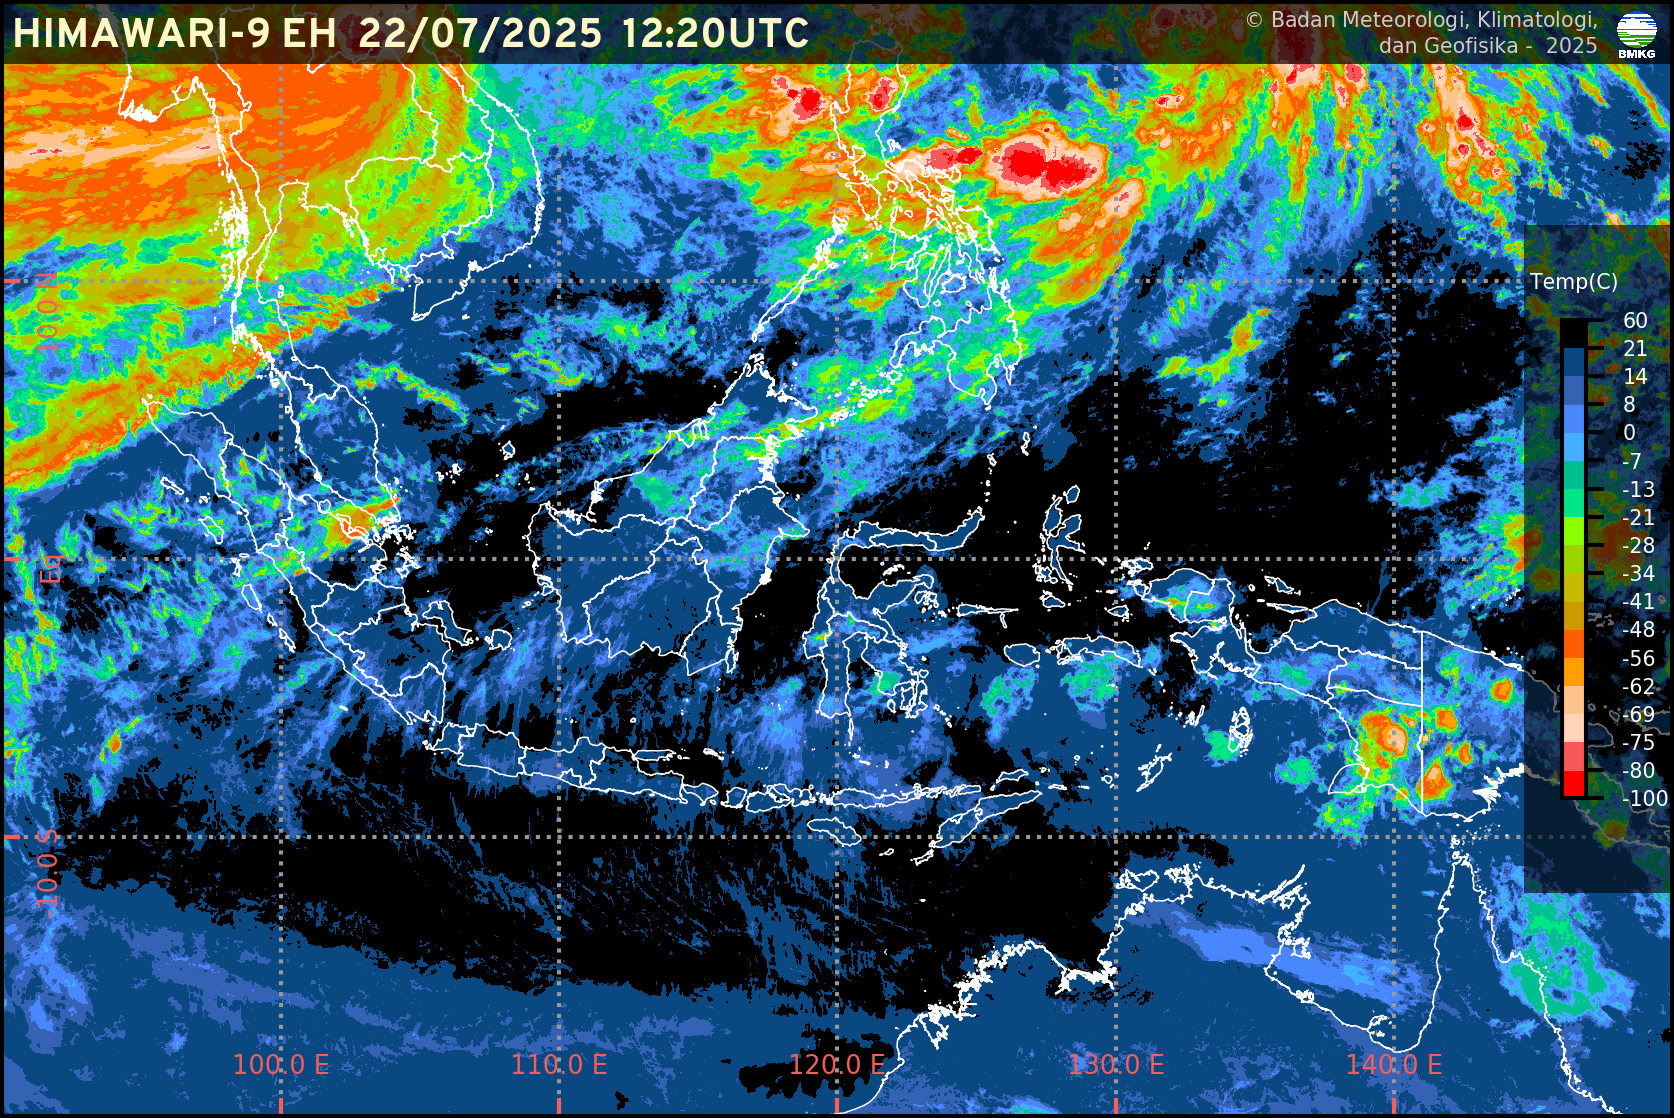 HIMAWARI-9 EH 22/07/2025 12:20UTC
© Badan Meteorologi, Klimatologi,
dan Geofisika - 2025
BMKG
Temp(C)
60
21
14
8
0
-7
-13
-21
-28
-34
-41
-48
-56
-62
-69
-75
-80
-100
10.0 N
Eq
-10.0 S
100.0 E
110.0 E
120.0 E
130.0 E
140.0 E